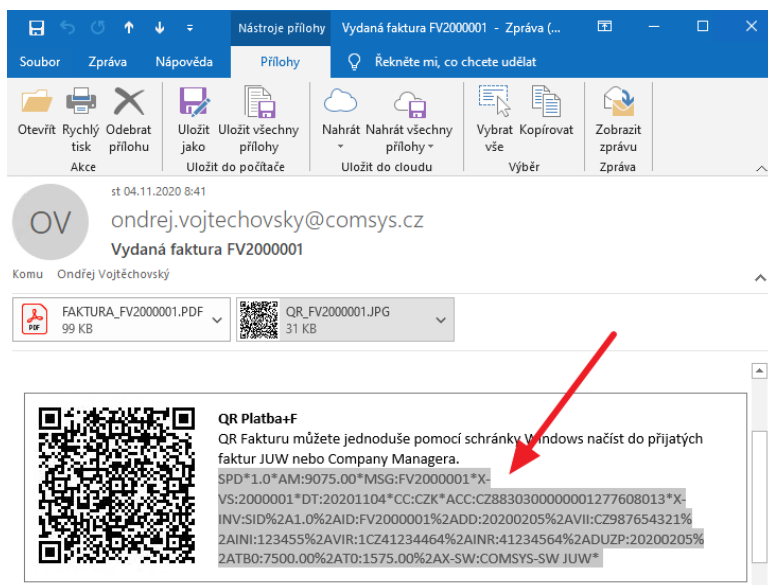 Nástroje přílohy
Vydaná faktura FV2000001 - Zpráva (...
Soubor Zpráva Nápověda Přílohy Řekněte mi, co chcete udělat
Otevřít Rychlý tisk Odebrat přílohu Uložit jako Uložit všechny přílohy Nahrát Nahrát všechny přílohy Vybrat vše Kopírovat Zobrazit zprávu
Akce Uložit do počítače Uložit do cloudu Výběr Zpráva
st 04.11.2020 8:41
OV
ondrej.vojtechovsky@comsys.cz
Vydaná faktura FV2000001
Komu Ondřej Vojtěchovský
PDF
FAKTURA_FV2000001.PDF
99 KB
QR_FV2000001.JPG
31 KB
QR Platba+F
QR Fakturu můžete jednoduše pomocí schránky Windows načíst do přijatých
faktur JUW nebo Company Managera.
SPD*1.0*AM:9075.00*MSG:FV2000001*X-
VS:2000001*DT:20201104*CC:CZK*ACC:CZ8830300000001277608013*X-
INV:SID%2A1.0%2AID:FV2000001%2ADD:20200205%2AVII:CZ987654321%
2AINI:123455%2AVIR:1CZ41234464%2AINR:41234564%2ADUZP:20200205%
2ATB0:7500.00%2AT0:1575.00%2AX-SW:COMSYS-SW JUW*